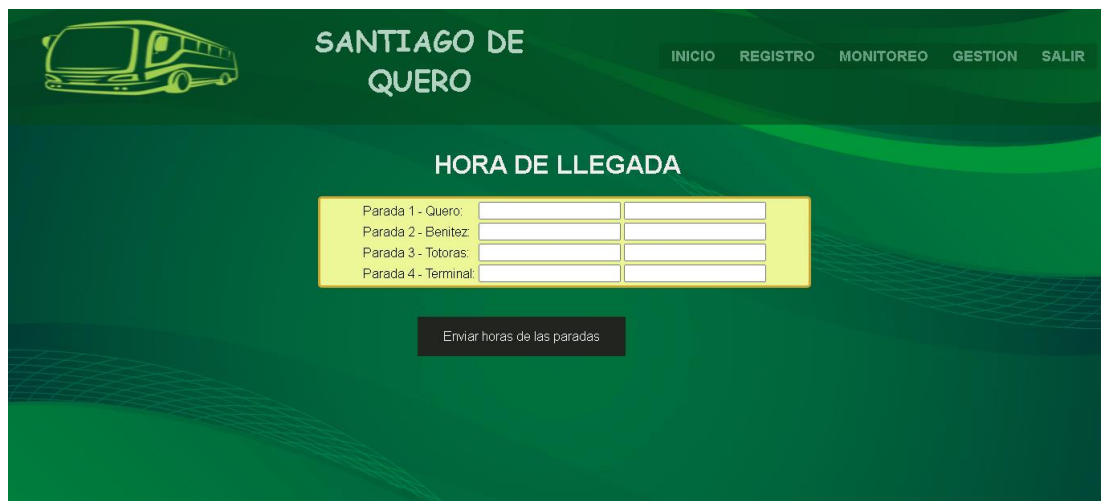 SANTIAGO DE
QUERO
INICIO REGISTRO MONITOREO GESTION SALIR
HORA DE LLEGADA
Parada 1 - Quero:
Parada 2 - Benitez:
Parada 3 - Totoras:
Parada 4 - Terminal:
Enviar horas de las paradas